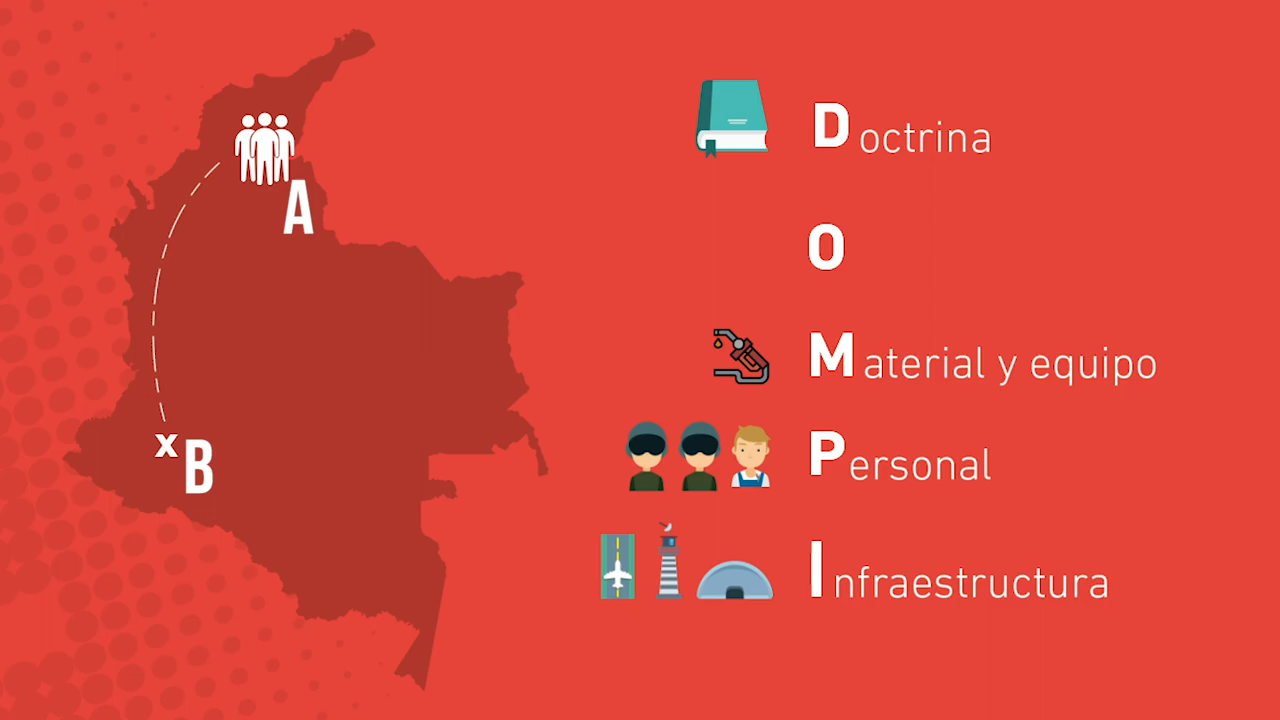 A
x B
Doctrina
O
Material y equipo
Personal
Infraestructura